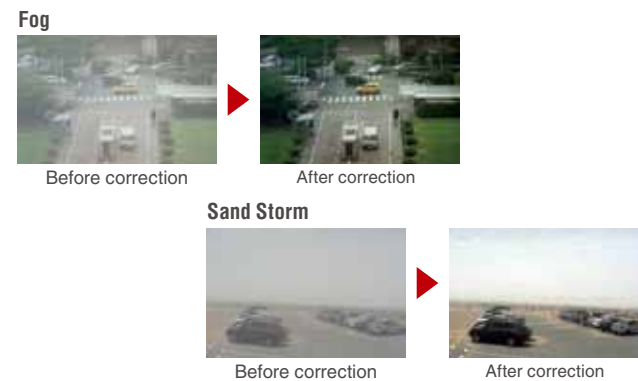 Fog
Before correction
After correction
Sand Storm
Before correction
After correction